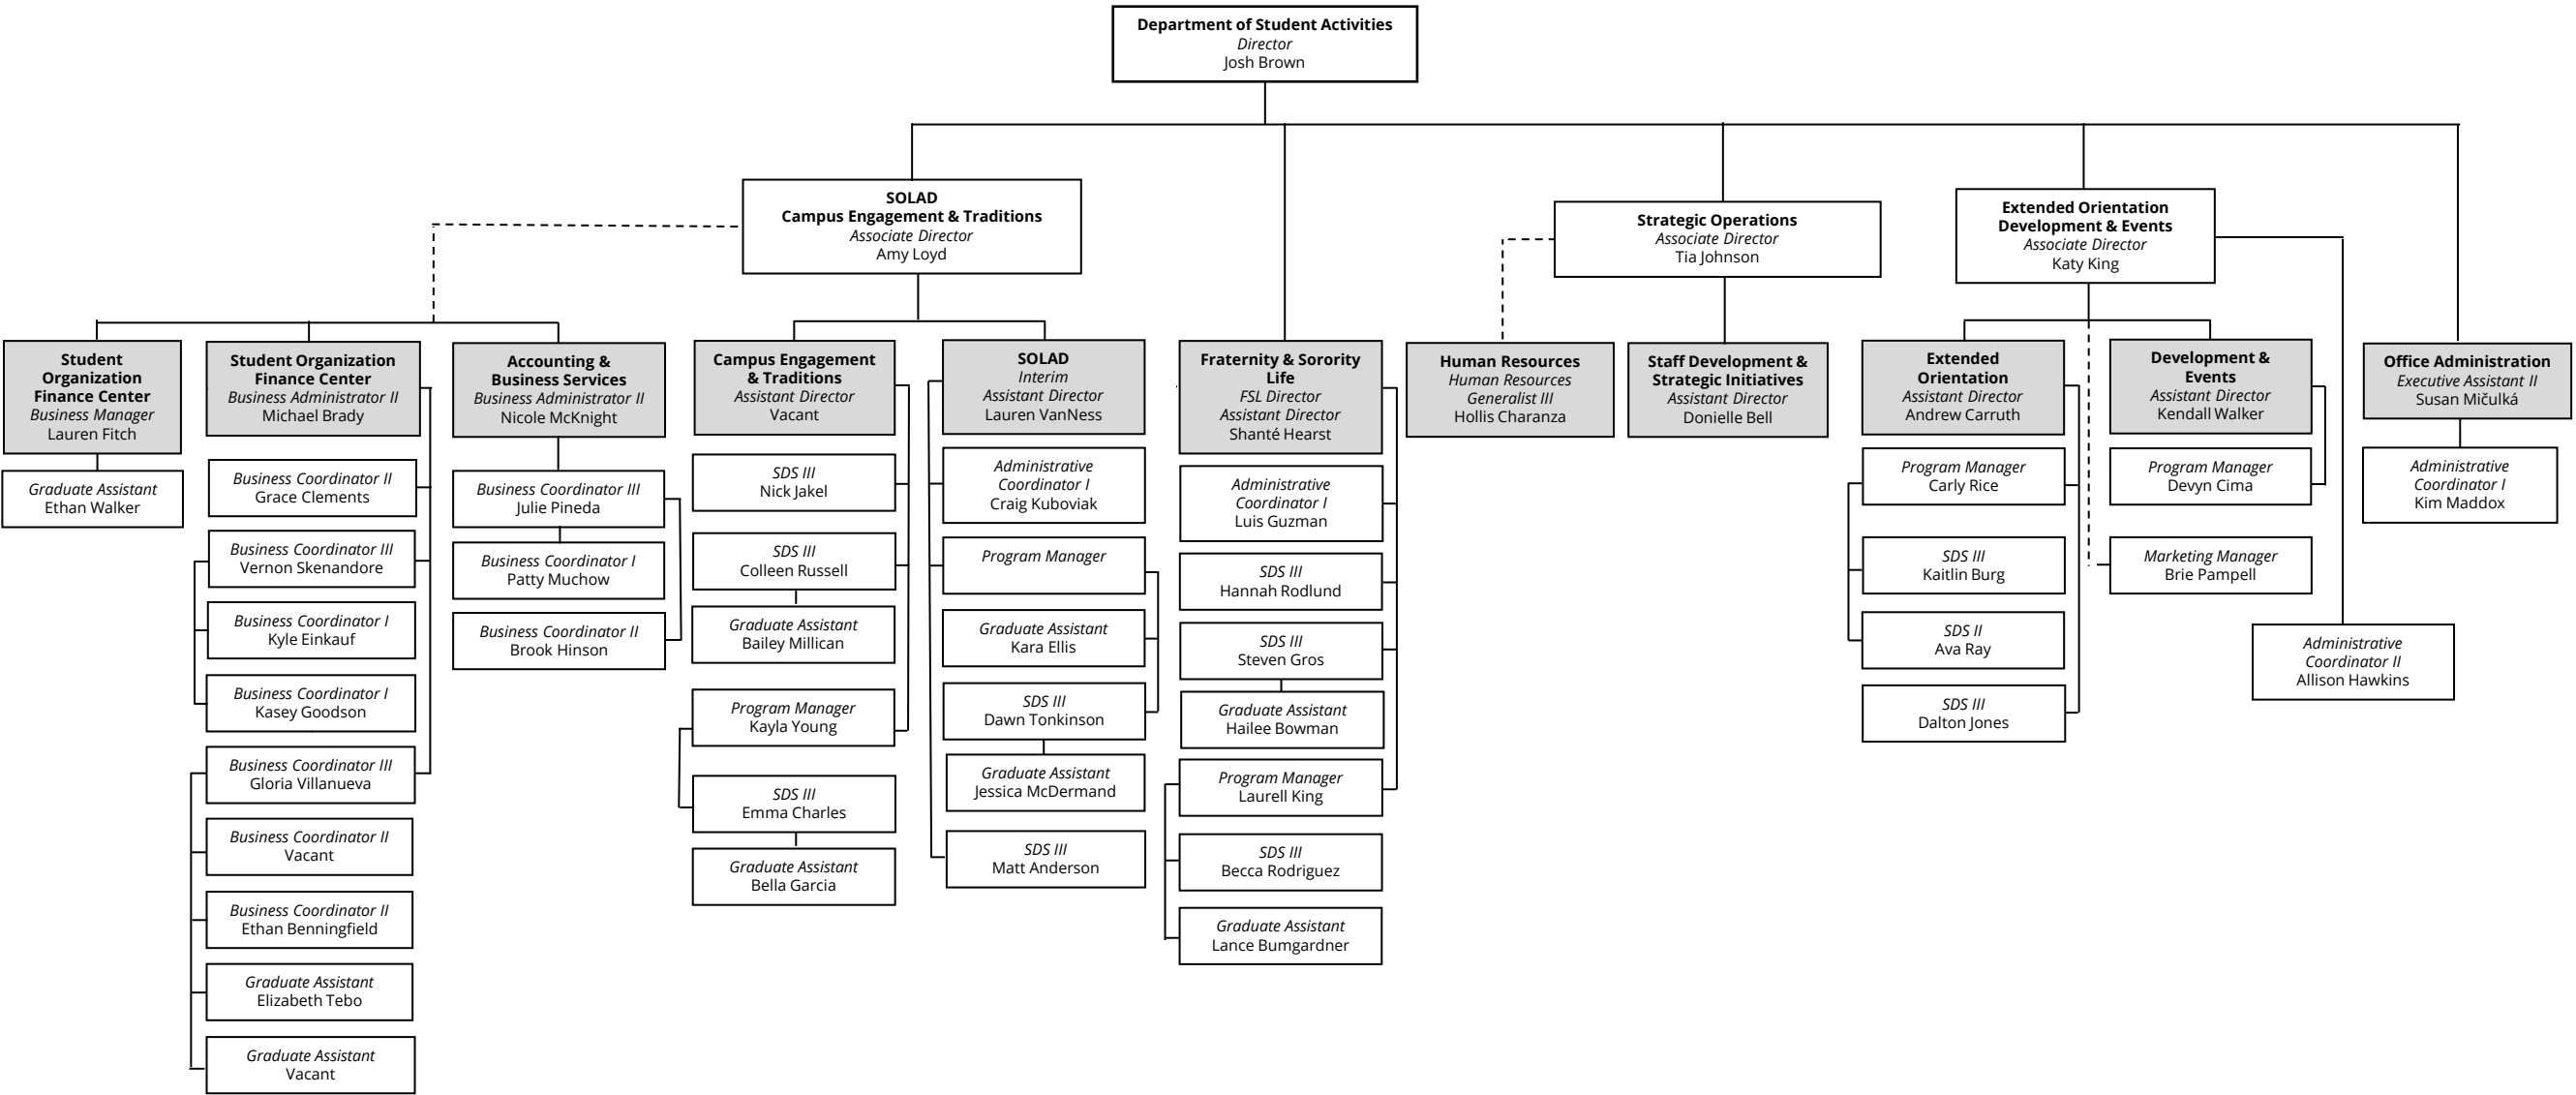 Department of Student Activities
Director
Josh Brown
SOLAD
Campus Engagement & Traditions
Associate Director
Amy Loyd
Strategic Operations
Associate Director
Tia Johnson
Extended Orientation
Development & Events
Associate Director
Katy King
Student
Organization
Finance Center
Business Manager
Lauren Fitch
Graduate Assistant
Ethan Walker
Student Organization
Finance Center
Business Administrator II
Michael Brady
Business Coordinator II
Grace Clements
Business Coordinator III
Vernon Skenandore
Business Coordinator I
Kyle Einkauf
Business Coordinator I
Kasey Goodson
Business Coordinator III
Gloria Villanueva
Business Coordinator II
Vacant
Business Coordinator II
Ethan Benningfield
Graduate Assistant
Elizabeth Tebo
Graduate Assistant
Vacant
Accounting &
Business Services
Business Administrator II
Nicole McKnight
Business Coordinator III
Julie Pineda
Business Coordinator I
Patty Muchow
Business Coordinator II
Brook Hinson
Campus Engagement
& Traditions
Assistant Director
Vacant
SDS III
Nick Jakel
SDS III
Colleen Russell
Graduate Assistant
Bailey Millican
Program Manager
Kayla Young
SDS III
Emma Charles
Graduate Assistant
Bella Garcia
SOLAD
Interim
Assistant Director
Lauren VanNess
Administrative
Coordinator I
Craig Kuboviak
Program Manager
Graduate Assistant
Kara Ellis
SDS III
Dawn Tonkinson
Graduate Assistant
Jessica McDermand
SDS III
Matt Anderson
Fraternity & Sorority
Life
FSL Director
Assistant Director
Shanté Hearst
Administrative
Coordinator I
Luis Guzman
SDS III
Hannah Rodlund
SDS III
Steven Gros
Graduate Assistant
Hailee Bowman
Program Manager
Laurell King
SDS III
Becca Rodriguez
Graduate Assistant
Lance Bumgardner
Human Resources
Human Resources
Generalist III
Hollis Charanza
Staff Development &
Strategic Initiatives
Assistant Director
Donielle Bell
Extended
Orientation
Assistant Director
Andrew Carruth
Program Manager
Carly Rice
SDS III
Kaitlin Burg
SDS II
Ava Ray
SDS III
Dalton Jones
Development &
Events
Assistant Director
Kendall Walker
Program Manager
Devyn Cima
Marketing Manager
Brie Pampell
Administrative
Coordinator II
Allison Hawkins
Office Administration
Executive Assistant II
Susan Mičulká
Administrative
Coordinator I
Kim Maddox